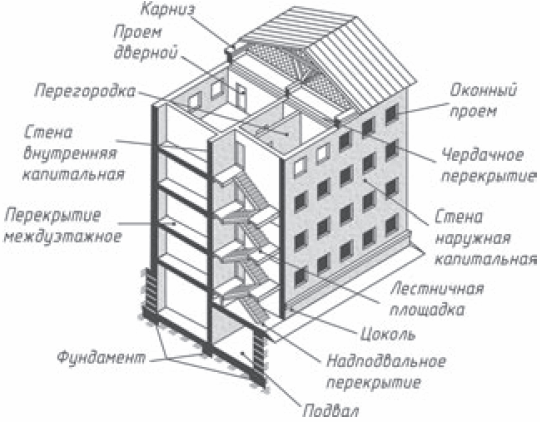 Карниз
Проем
дверной
Перегородка
Стена
внутренняя
капитальная
Перекрытие
междуэтажное
Фундамент
Оконный
проем
Чердачное
перекрытие
Стена
наружная
капитальная
Лестничная
площадка
Цоколь
Надподвальное
перекрытие
Подвал